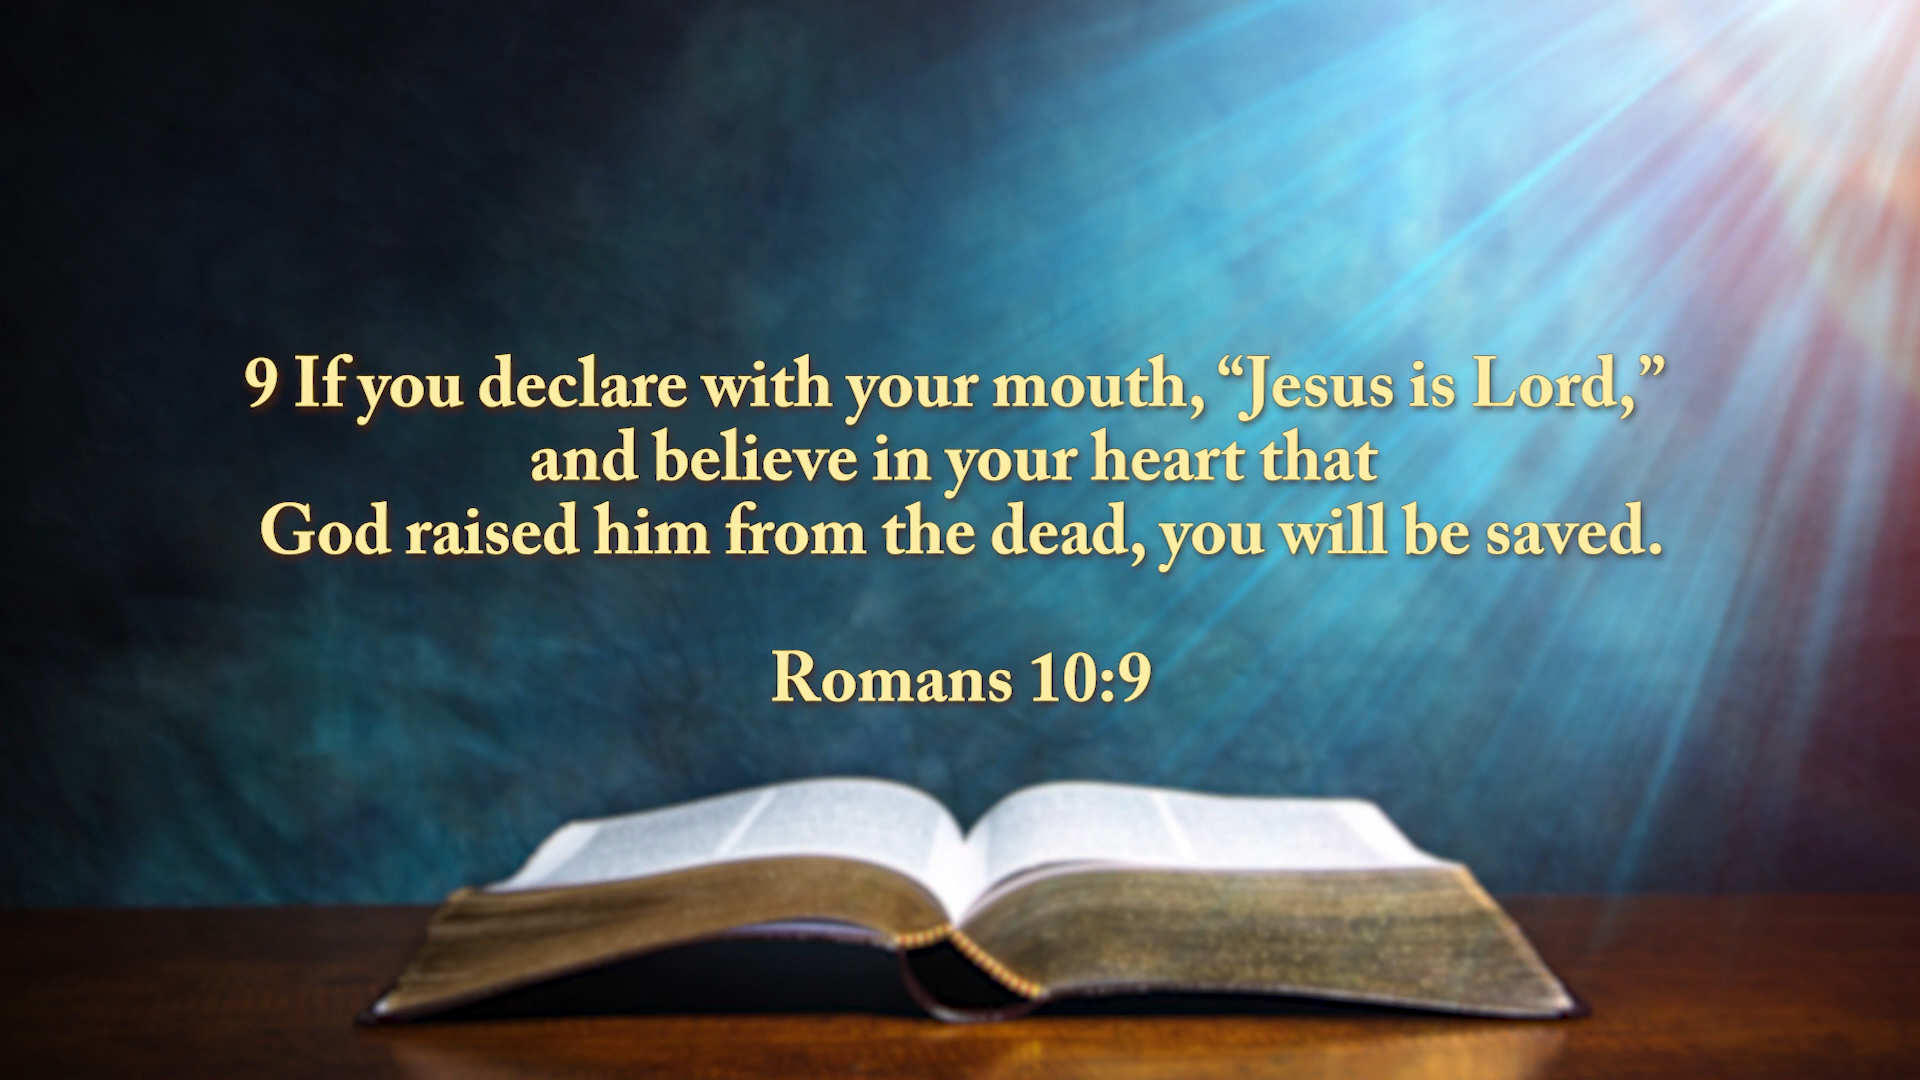 9 If you declare with your mouth, “Jesus is Lord,”
and believe in your heart that
God raised him from the dead, you will be saved.
Romans 10:9